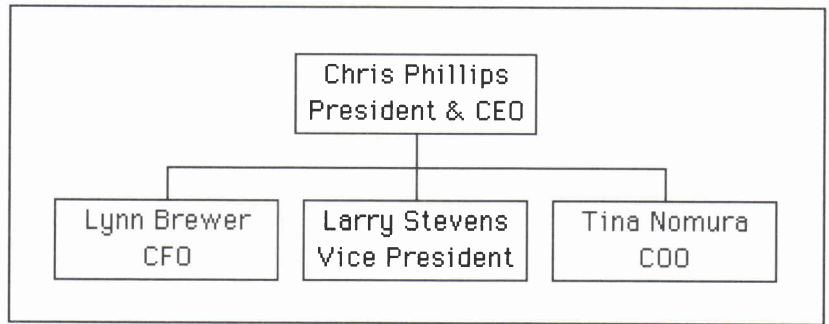 Chris Phillips
President & CEO
Lynn Brewer
CFO
Larry Stevens
Vice President
Tina Nomura
COO